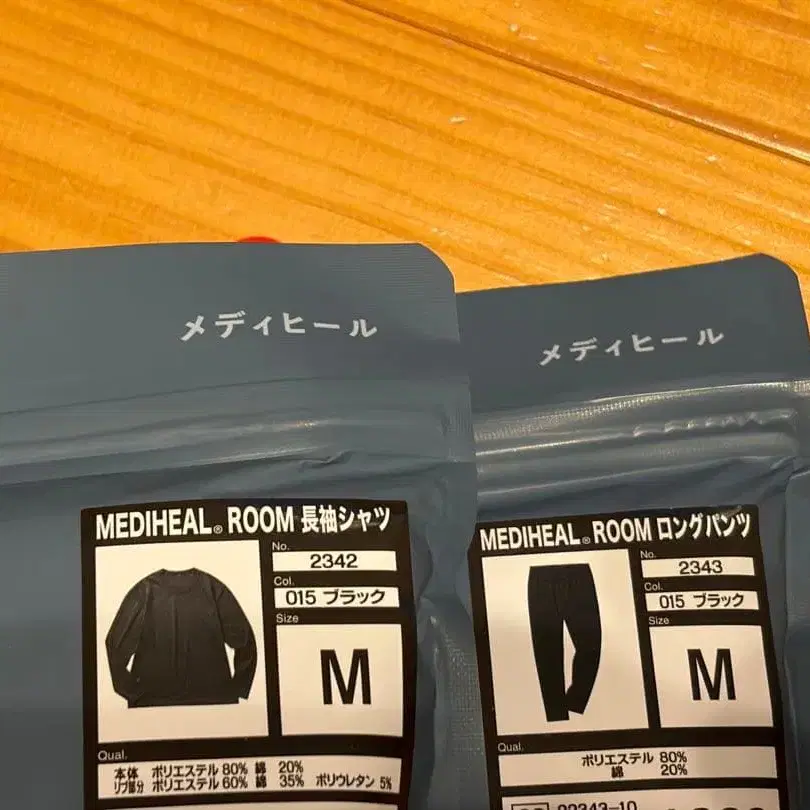 メディヒール
MEDIHEAL® ROOM 長袖シャツ
No.
2342
Col.
015 ブラック
Size
M
Qual.
本体 ポリエステル 80% 綿 20%
リブ部分 ポリエステル 60% 綿 35% ポリウレタン 5%
メディヒール
MEDIHEAL® ROOM ロングパンツ
No.
2343
Col.
015 ブラック
Size
M
Qual.
ポリエステル 80%
綿 20%